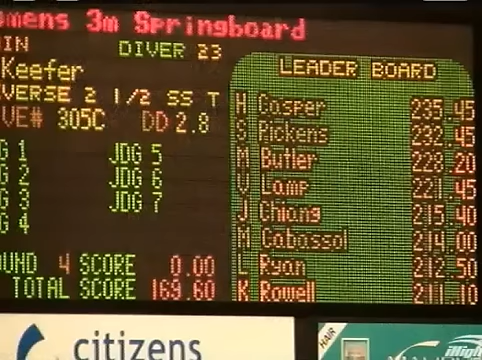 mens 3m Springboard
IN DIVER 23
Keefer
VERSE 2 1/2 SS T
VE# 305C DD 2.8
G 1 JDG 5
G 2 JDG 6
G 3 JDG 7
G 4
OUND 4 SCORE 0.00
TOTAL SCORE 169.60
LEADER BOARD
H Casper 235.45
S Pickens 232.45
M Butler 228.20
V Lamp 221.45
J Chiang 215.40
M Cabassol 214.00
L Ryan 212.50
K Rowell 211.10
citizens
HAIR